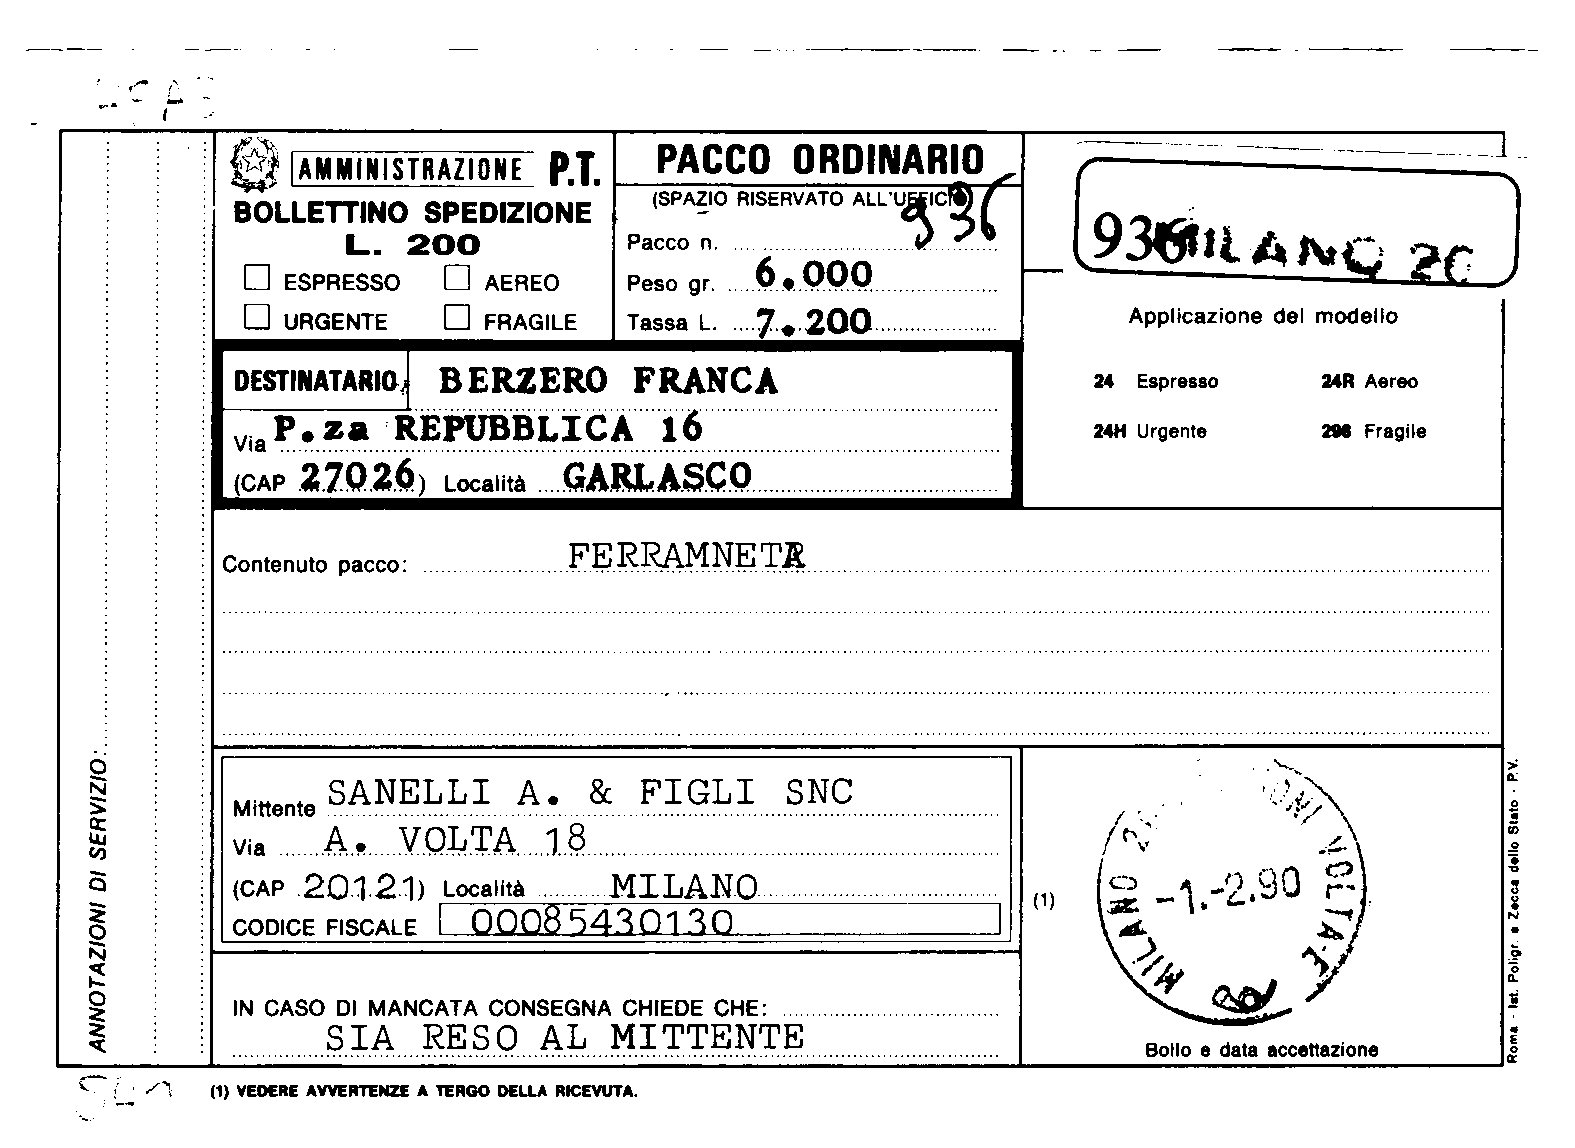 AMMINISTRAZIONE P.T.
BOLLETTINO SPEDIZIONE
L. 200
ESPRESSO AEREO
URGENTE FRAGILE
PACCO ORDINARIO
(SPAZIO RISERVATO ALL'UFFICIO)
Pacco n. 936
Peso gr. 6.000
Tassa L. 7.200
936 MILANO
Applicazione del modello
24 Espresso 24R Aereo
24H Urgente 296 Fragile
DESTINATARIO BERZERO FRANCA
Via P.za REPUBBLICA 16
(CAP 27026) Località GARLASCO
Contenuto pacco: FERRAMNETA
Mittente SANELLI A. & FIGLI SNC
Via A. VOLTA 18
(CAP 20121) Località MILANO
CODICE FISCALE 00085430130
IN CASO DI MANCATA CONSEGNA CHIEDE CHE:
SIA RESO AL MITTENTE
(1)
MILANO VOLTA-E
-1.-2.90
Bollo e data accettazione
ANNOTAZIONI DI SERVIZIO:
Roma - Ist. Poligr. e Zecca dello Stato - P.V.
(1) VEDERE AVVERTENZE A TERGO DELLA RICEVUTA.